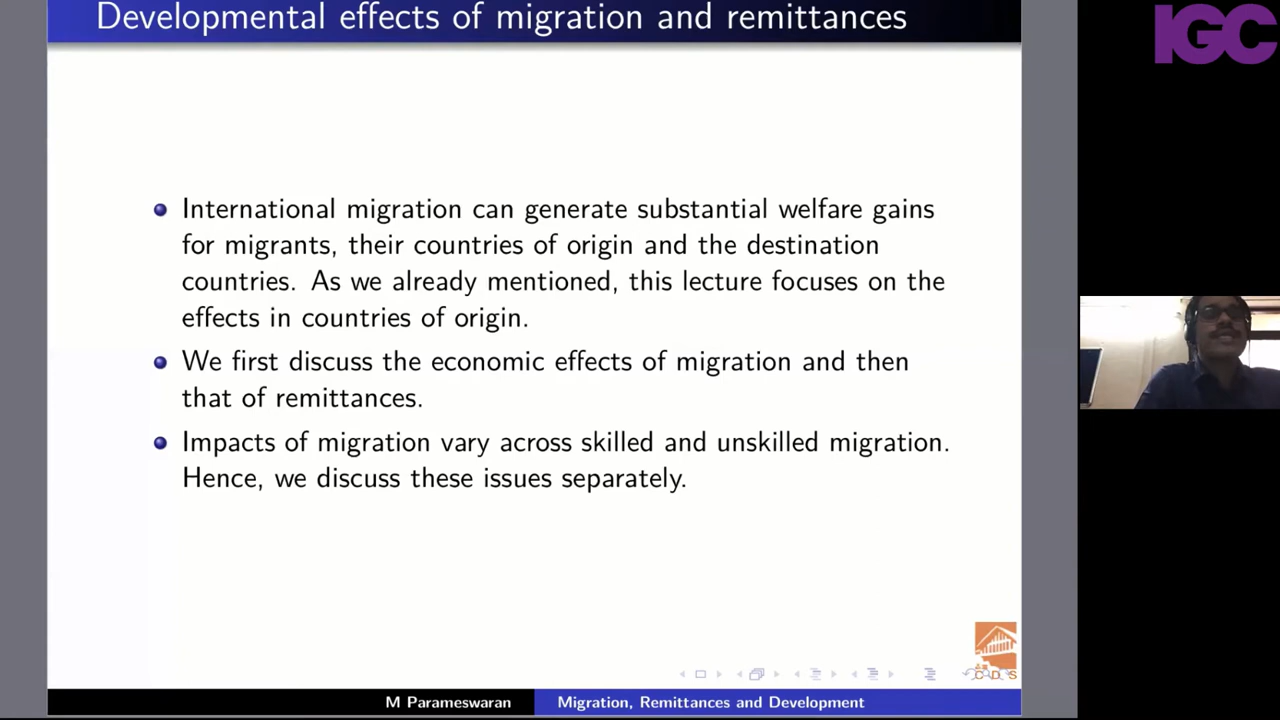 Developmental effects of migration and remittances
IGC
International migration can generate substantial welfare gains
for migrants, their countries of origin and the destination
countries. As we already mentioned, this lecture focuses on the
effects in countries of origin.
We first discuss the economic effects of migration and then
that of remittances.
Impacts of migration vary across skilled and unskilled migration.
Hence, we discuss these issues separately.
C D S
M Parameswaran
Migration, Remittances and Development